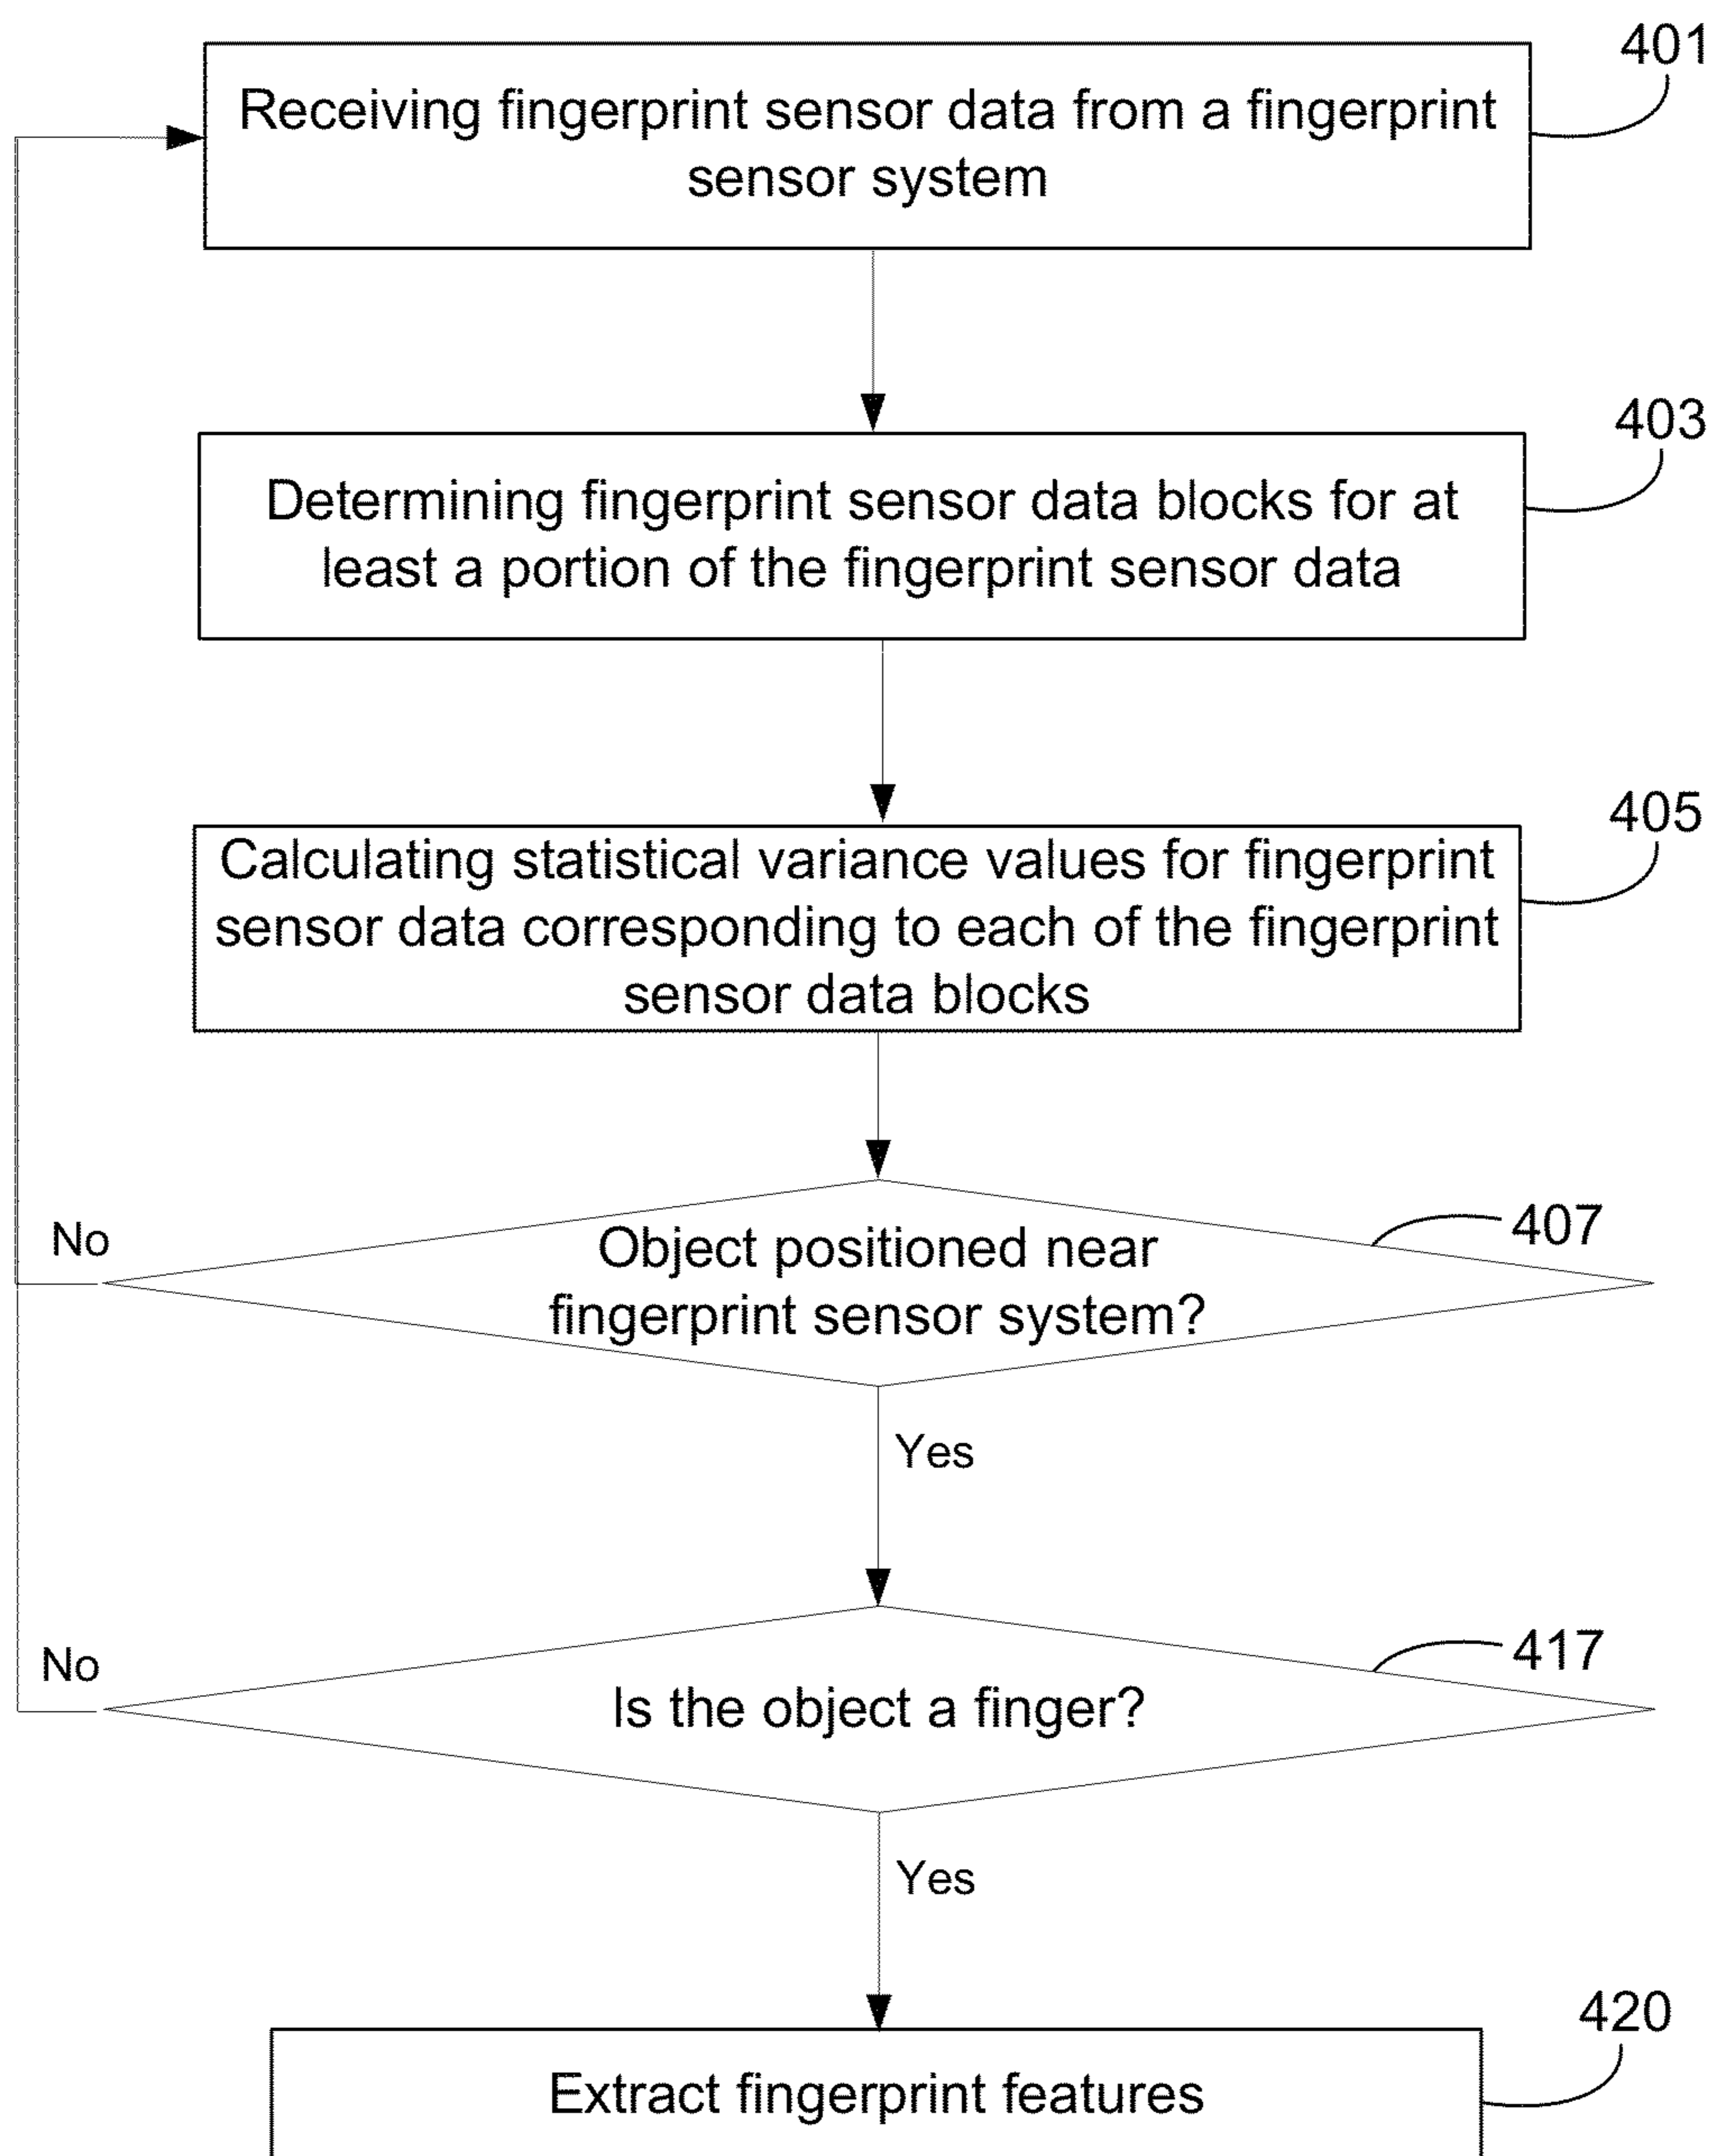 401
Receiving fingerprint sensor data from a fingerprint
sensor system
403
Determining fingerprint sensor data blocks for at
least a portion of the fingerprint sensor data
405
Calculating statistical variance values for fingerprint
sensor data corresponding to each of the fingerprint
sensor data blocks
407
No
Object positioned near
fingerprint sensor system?
Yes
417
No
Is the object a finger?
Yes
420
Extract fingerprint features